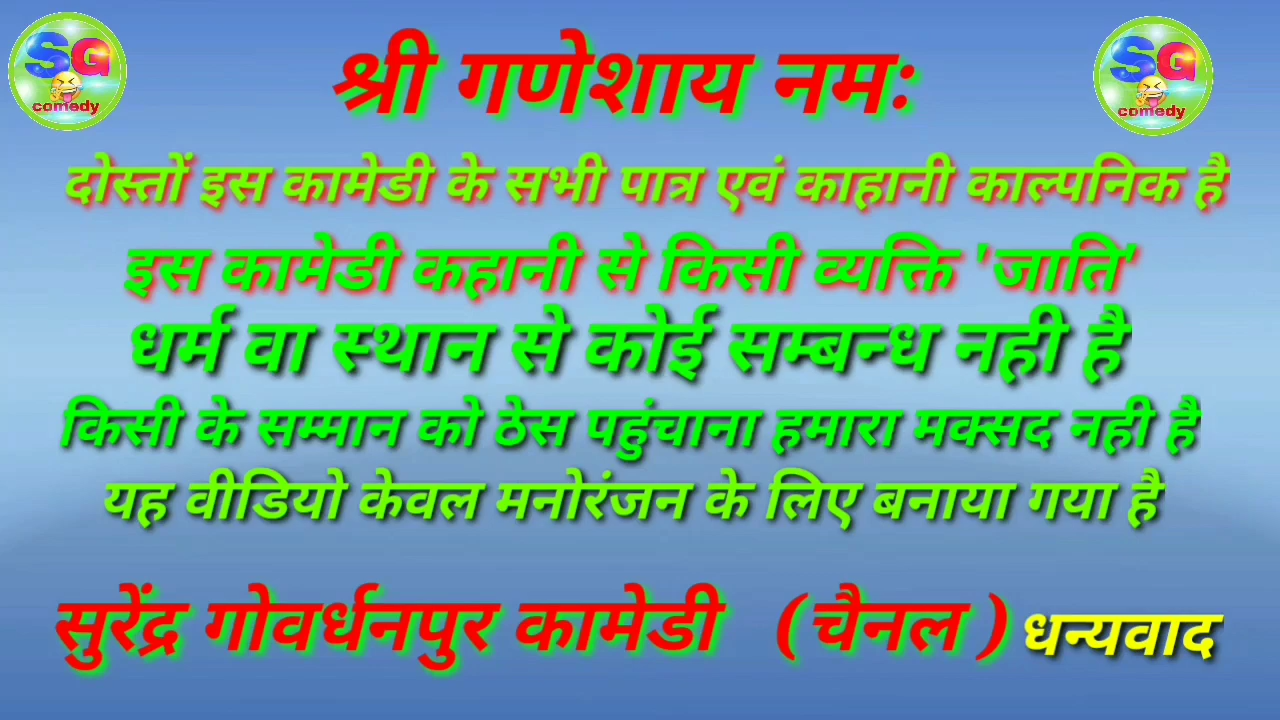 SG comedy
SG comedy
श्री गणेशाय नमः
दोस्तों इस कामेडी के सभी पात्र एवं काहानी काल्पनिक है
इस कामेडी कहानी से किसी व्यक्ति 'जाति'
धर्म वा स्थान से कोई सम्बन्ध नही है
किसी के सम्मान को ठेस पहुंचाना हमारा मक्सद नही है
यह वीडियो केवल मनोरंजन के लिए बनाया गया है
सुरेंद्र गोवर्धनपुर कामेडी (चैनल ) धन्यवाद